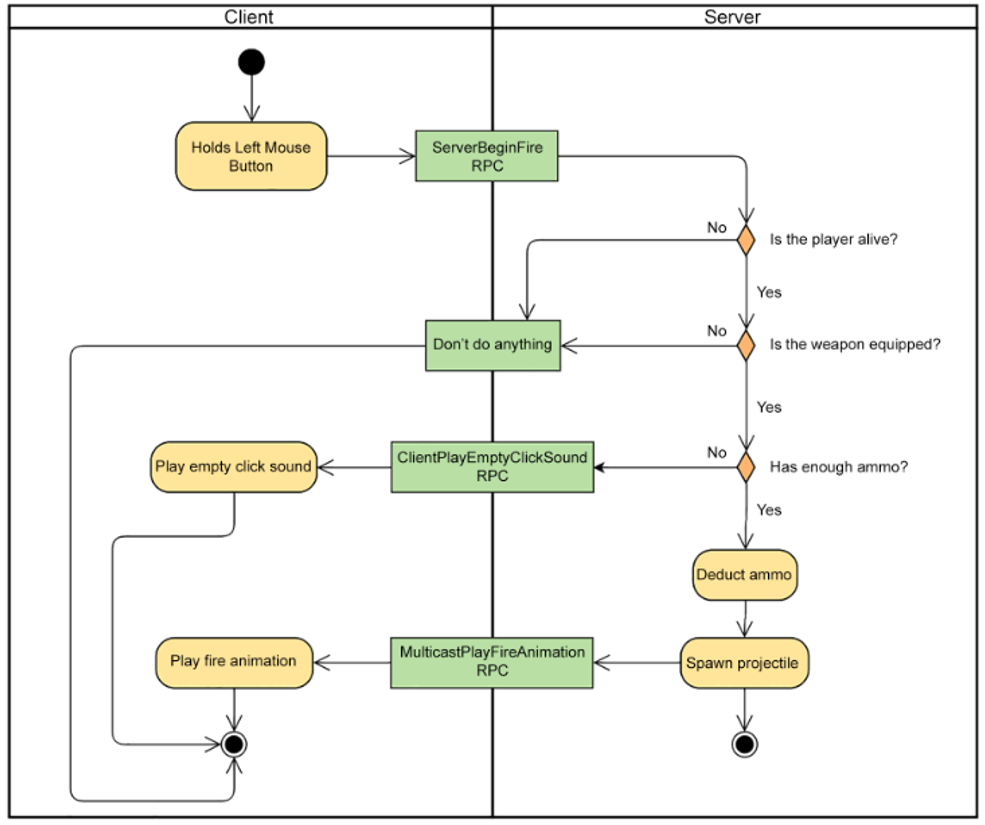 Client
Server
Holds Left Mouse
Button
ServerBeginFire
RPC
No
Is the player alive?
Yes
No
Don't do anything
Is the weapon equipped?
Yes
No
Play empty click sound
ClientPlayEmptyClickSound
RPC
Has enough ammo?
Yes
Deduct ammo
Play fire animation
MulticastPlayFireAnimation
RPC
Spawn projectile